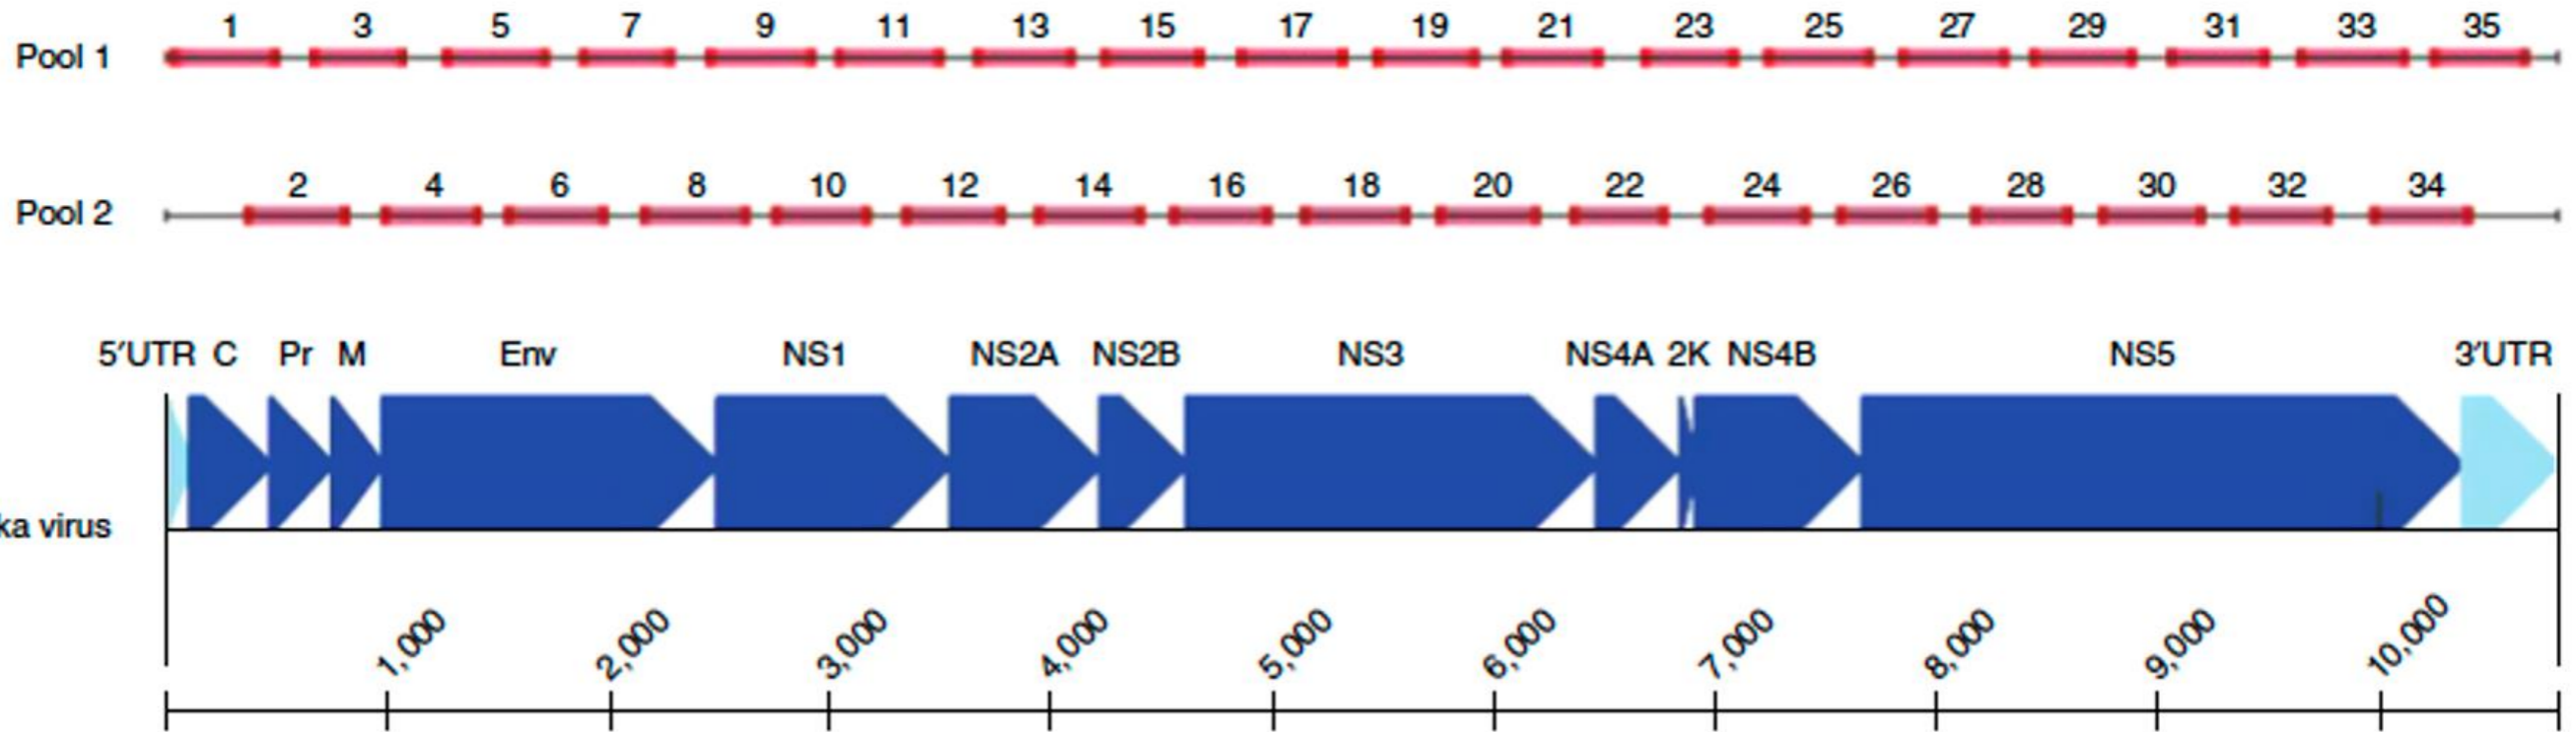 1 3 5 7 9 11 13 15 17 19 21 23 25 27 29 31 33 35
Pool 1
2 4 6 8 10 12 14 16 18 20 22 24 26 28 30 32 34
Pool 2
5′UTR C Pr M Env NS1 NS2A NS2B NS3 NS4A 2K NS4B NS5 3′UTR
ka virus
1,000 2,000 3,000 4,000 5,000 6,000 7,000 8,000 9,000 10,000